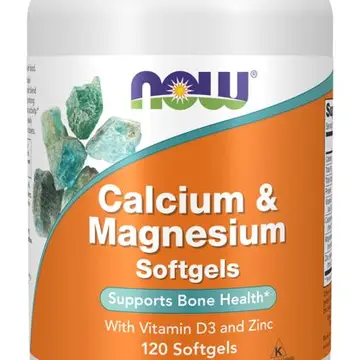 NOW
Calcium &
Magnesium
Softgels
Supports Bone Health*
With Vitamin D3 and Zinc
120 Softgels
K